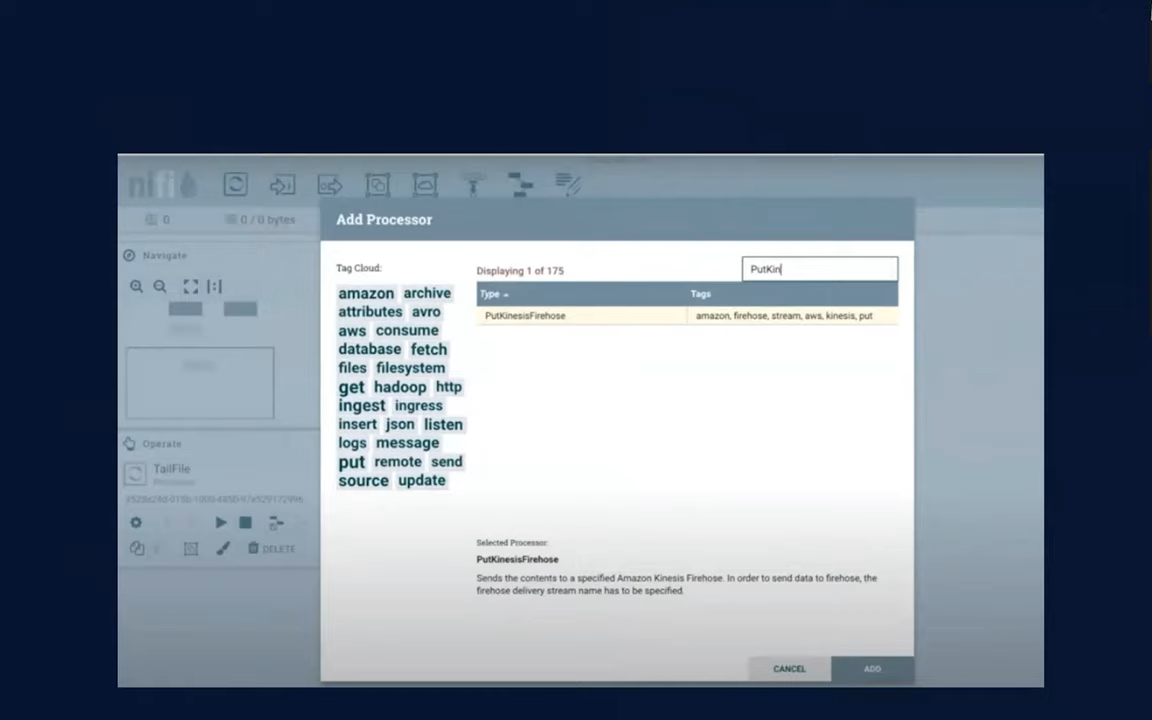 nifi
0
0 / 0 bytes
Add Processor
Navigate
Tag Cloud:
Displaying 1 of 175
PutKin
amazon archive
attributes avro
aws consume
database fetch
files filesystem
get hadoop http
ingest ingress
insert json listen
logs message
put remote send
source update
Type
Tags
PutKinesisFirehose
amazon, firehose, stream, aws, kinesis, put
Operate
TailFile
Processor
DELETE
Selected Processor:
PutKinesisFirehose
Sends the contents to a specified Amazon Kinesis Firehose. In order to send data to firehose, the
firehose delivery stream name has to be specified.
CANCEL
ADD